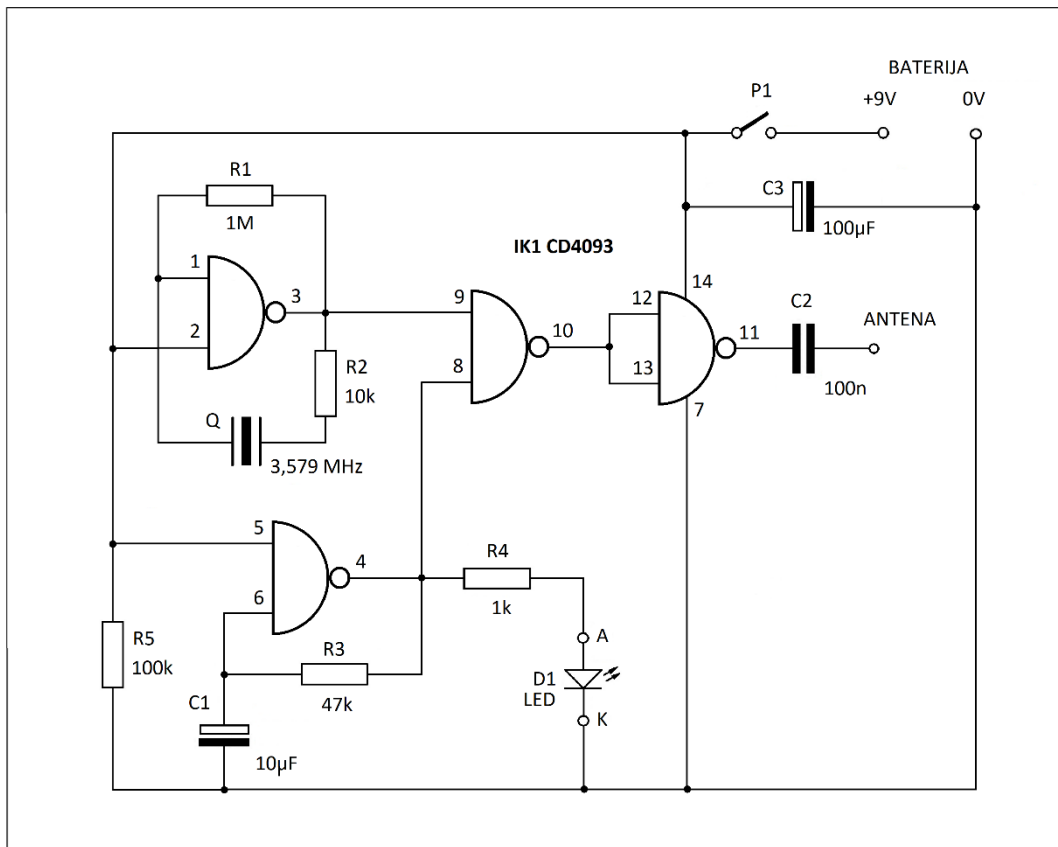 BATERIJA
P1
+9V
0V
R1
1M
C3
100µF
IK1 CD4093
1
2
3
9
8
10
12
13
14
11
7
C2
100n
ANTENA
R2
10k
Q
3,579 MHz
5
6
4
R4
1k
R5
100k
R3
47k
A
D1
LED
K
C1
10µF